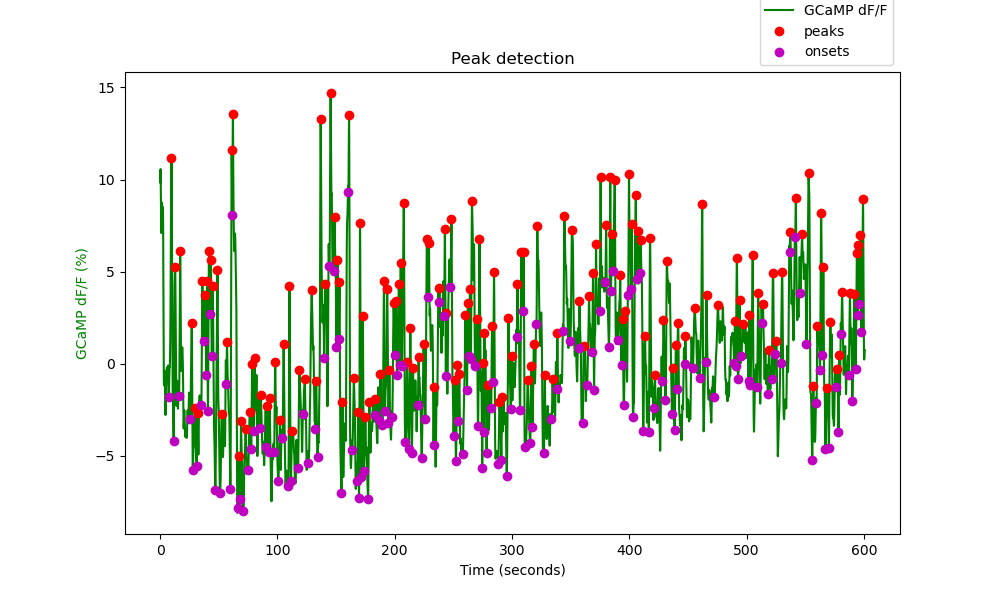 GCaMP dF/F
peaks
onsets
Peak detection
15
10
5
0
−5
GCaMP dF/F (%)
0
100
200
300
400
500
600
Time (seconds)